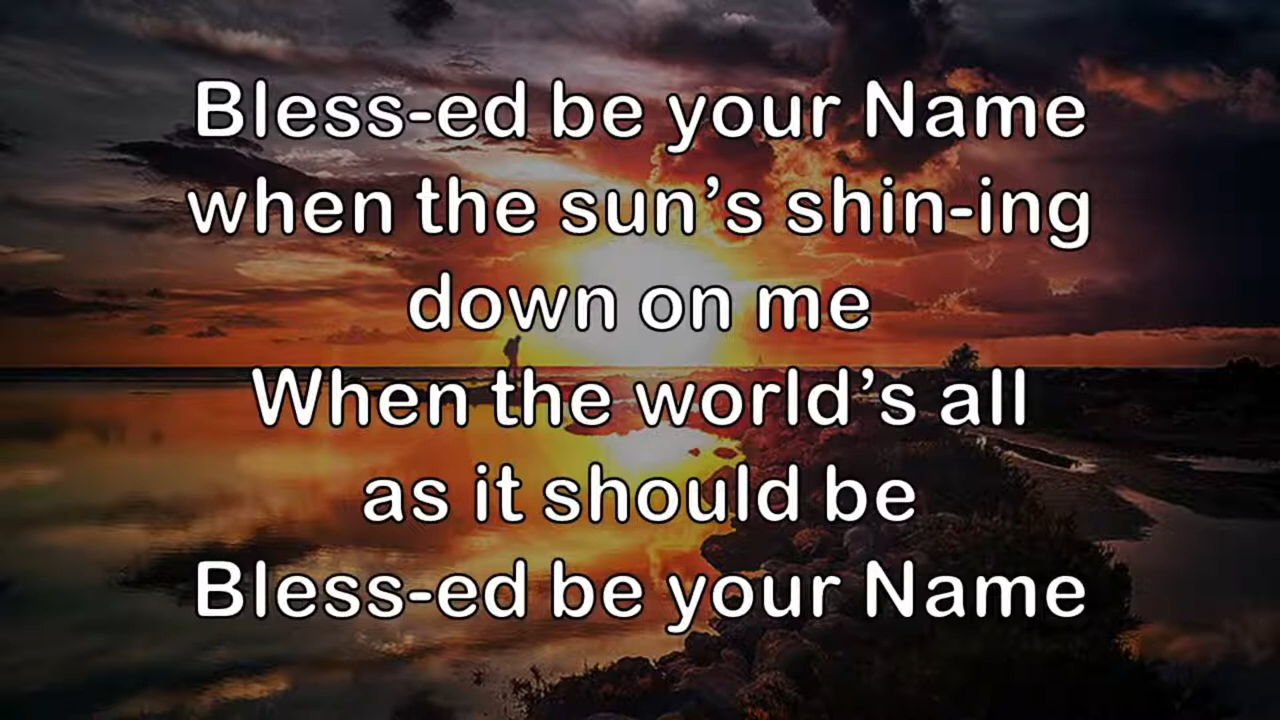 Bless-ed be your Name
when the sun’s shin-ing
down on me
When the world’s all
as it should be
Bless-ed be your Name